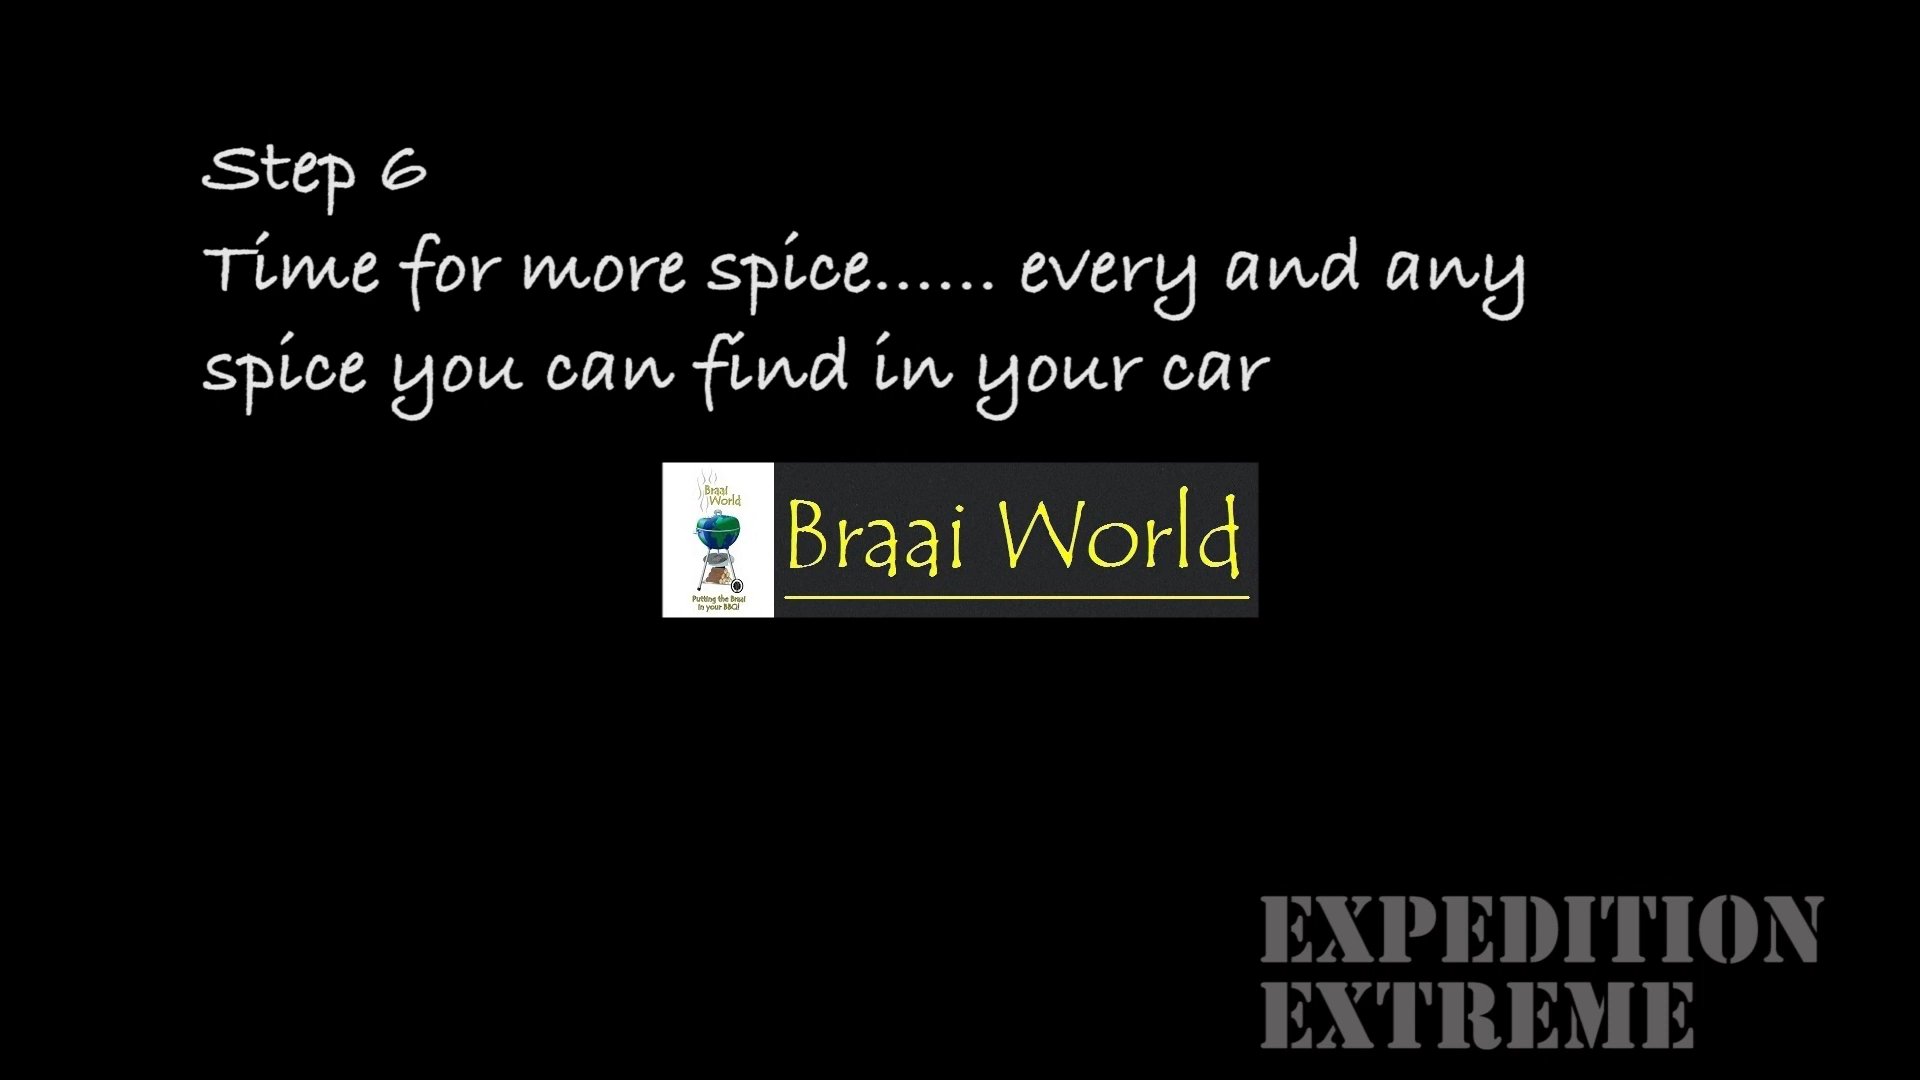 Step 6
Time for more spice...... every and any
spice you can find in your car
Braai
World
Putting the Braai
in your BBQ!
Braai World
EXPEDITION
EXTREME